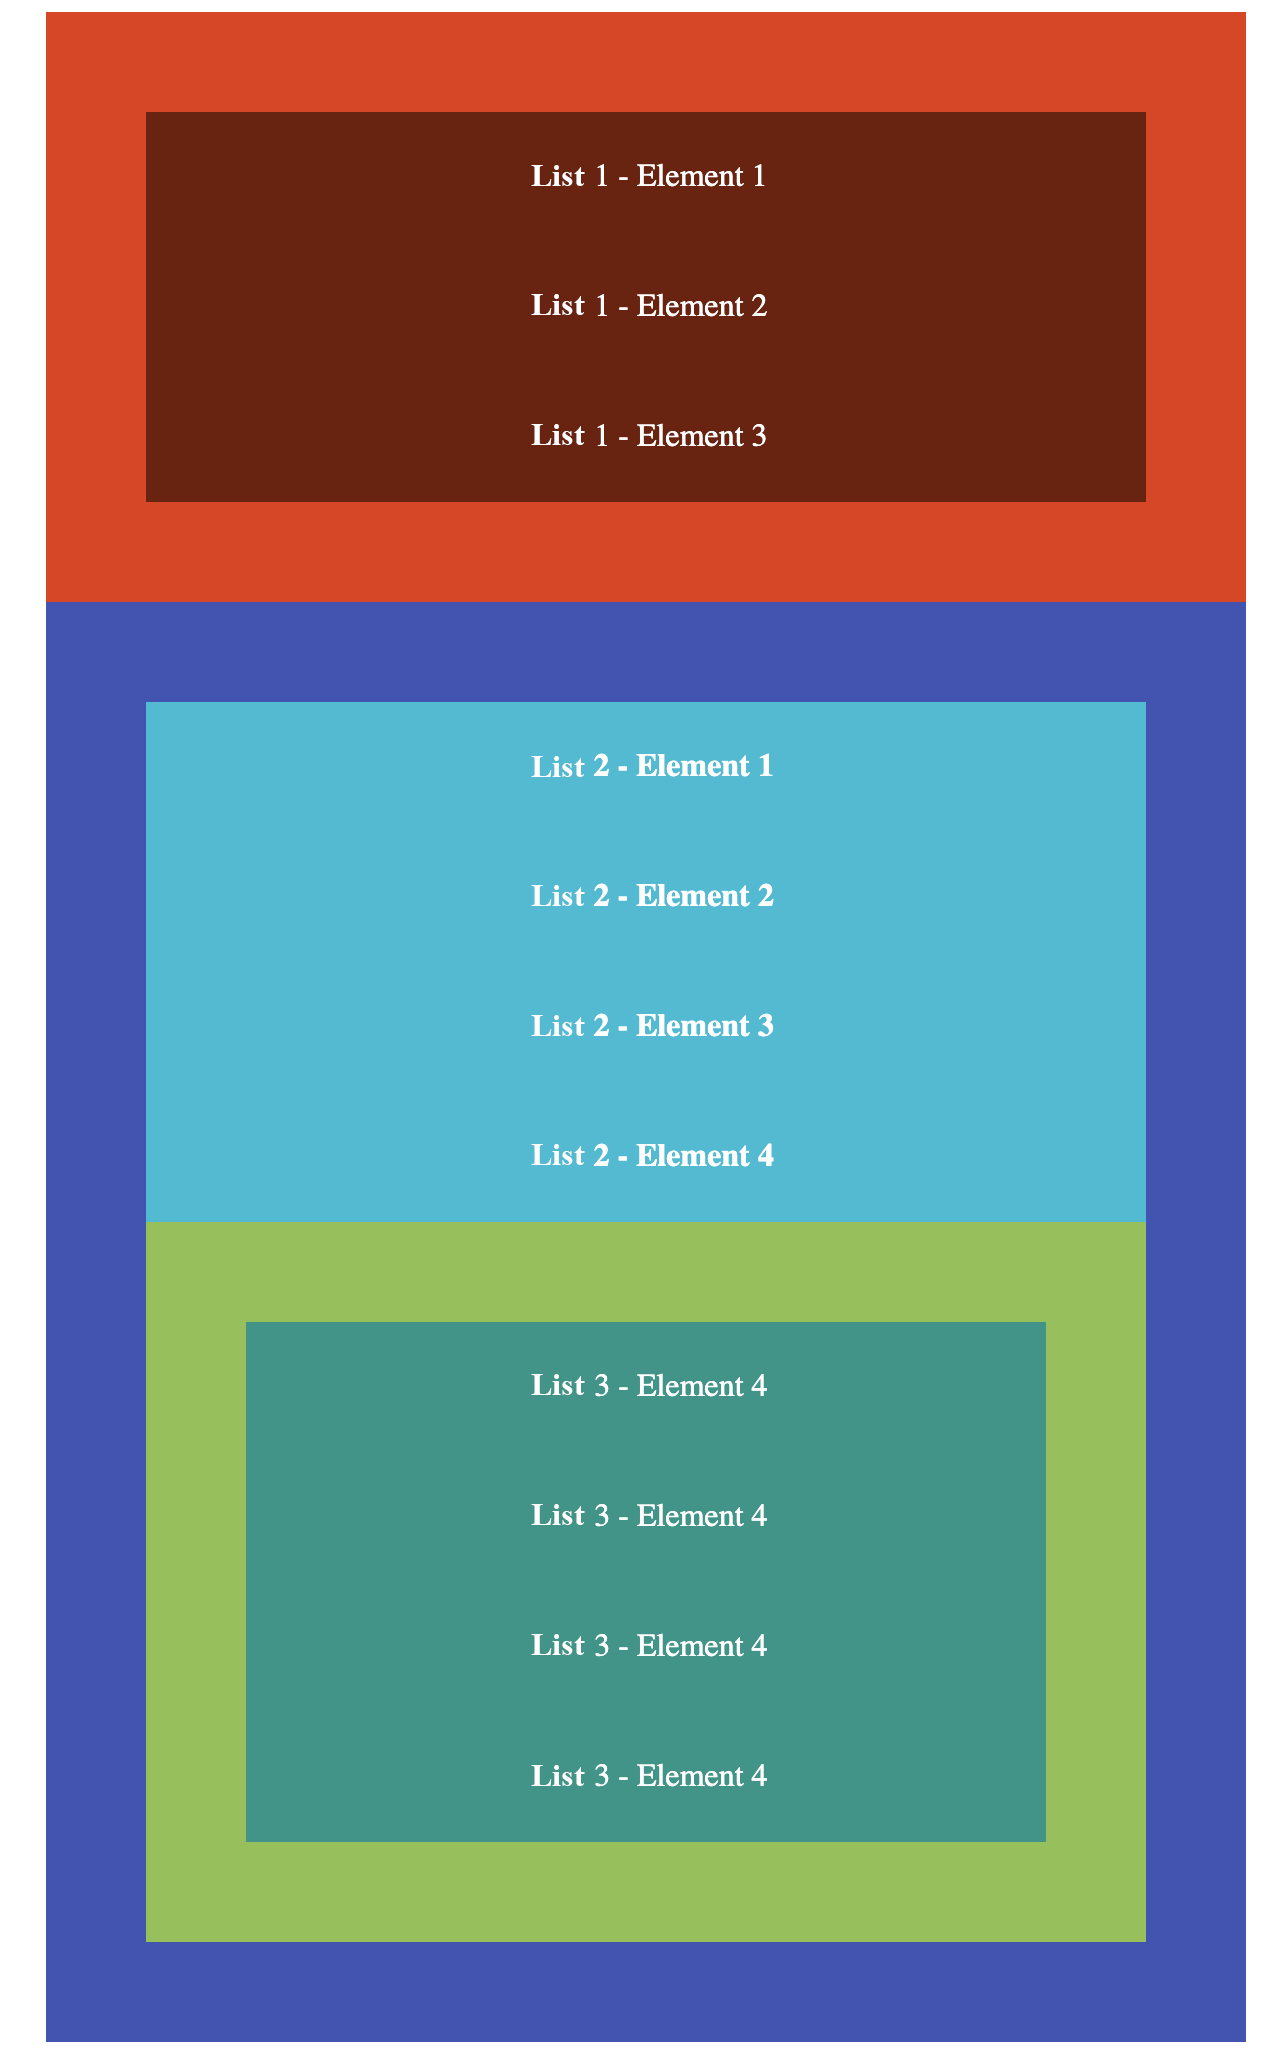 List 1 - Element 1
List 1 - Element 2
List 1 - Element 3
List 2 - Element 1
List 2 - Element 2
List 2 - Element 3
List 2 - Element 4
List 3 - Element 4
List 3 - Element 4
List 3 - Element 4
List 3 - Element 4